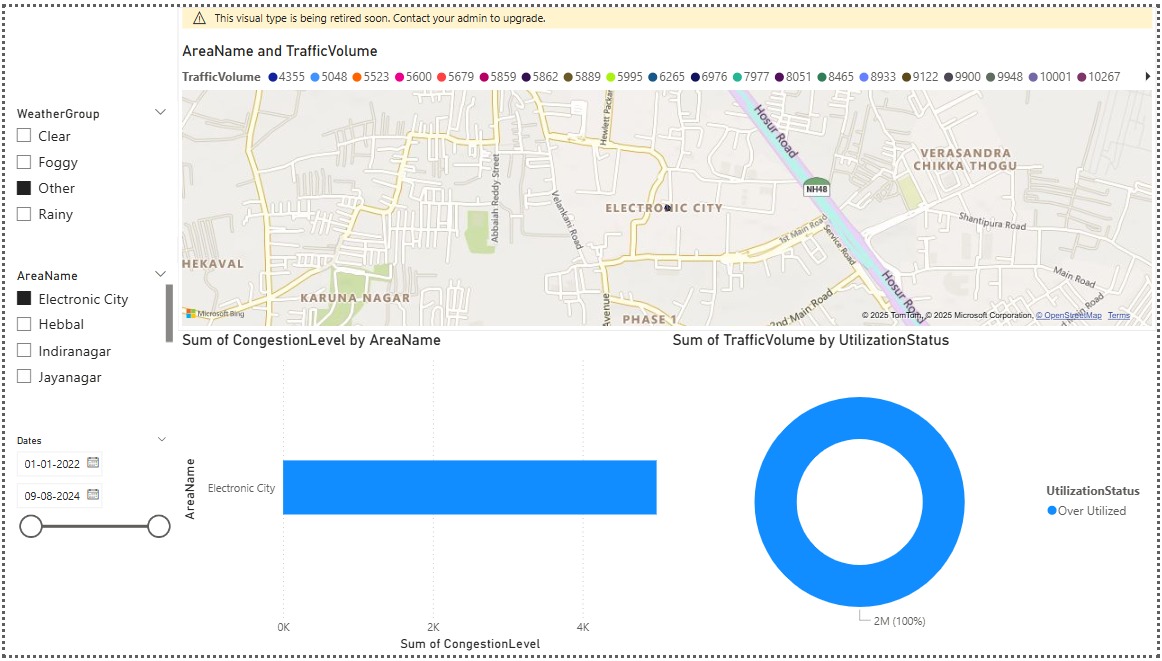 This visual type is being retired soon. Contact your admin to upgrade.
AreaName and TrafficVolume
TrafficVolume 4355 5048 5523 5600 5679 5859 5862 5889 5995 6265 6976 7977 8051 8465 8933 9122 9900 9948 10001 10267
WeatherGroup
Clear
Foggy
Other
Rainy
AreaName
Electronic City
Hebbal
Indiranagar
Jayanagar
Dates
01-01-2022
09-08-2024
Hewlett Packar
Hosur Road
VERASANDRA
CHIKKA THOGU
NH48
Abbaiah Reddy Street
Velankani Road
ELECTRONIC CITY
1st Main Road
Service Road
Shantipura Road
HEKAVAL
KARUNA NAGAR
Avenue
PHASE 1
2nd Main Road
Hosur Road
Main Road
Road
Microsoft Bing
© 2025 TomTom, © 2025 Microsoft Corporation, © OpenStreetMap Terms
Sum of CongestionLevel by AreaName
AreaName
Electronic City
0K 2K 4K
Sum of CongestionLevel
Sum of TrafficVolume by UtilizationStatus
2M (100%)
UtilizationStatus
Over Utilized